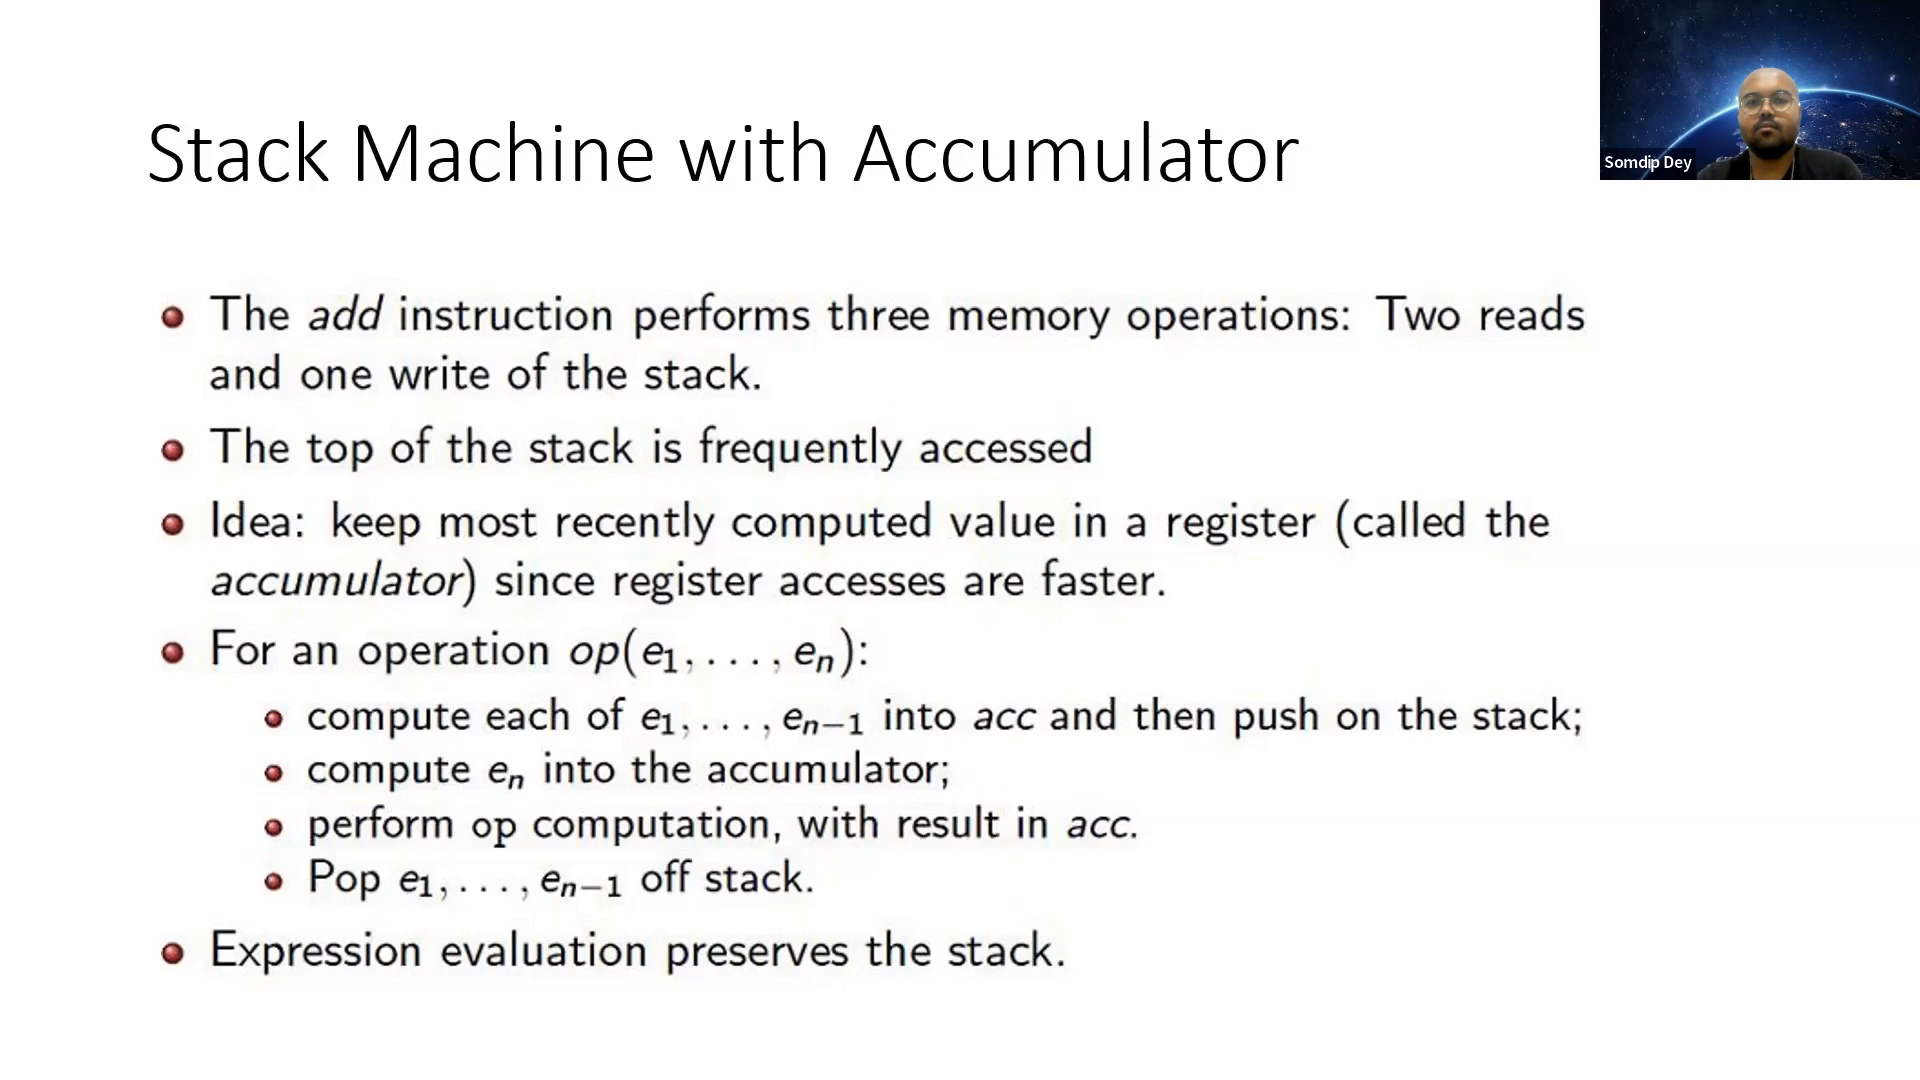 Stack Machine with Accumulator
Somdip Dey
The add instruction performs three memory operations: Two reads
and one write of the stack.
The top of the stack is frequently accessed
Idea: keep most recently computed value in a register (called the
accumulator) since register accesses are faster.
For an operation op(e₁, . . . , eₙ):
compute each of e₁, . . . , eₙ₋₁ into acc and then push on the stack;
compute eₙ into the accumulator;
perform op computation, with result in acc.
Pop e₁, . . . , eₙ₋₁ off stack.
Expression evaluation preserves the stack.